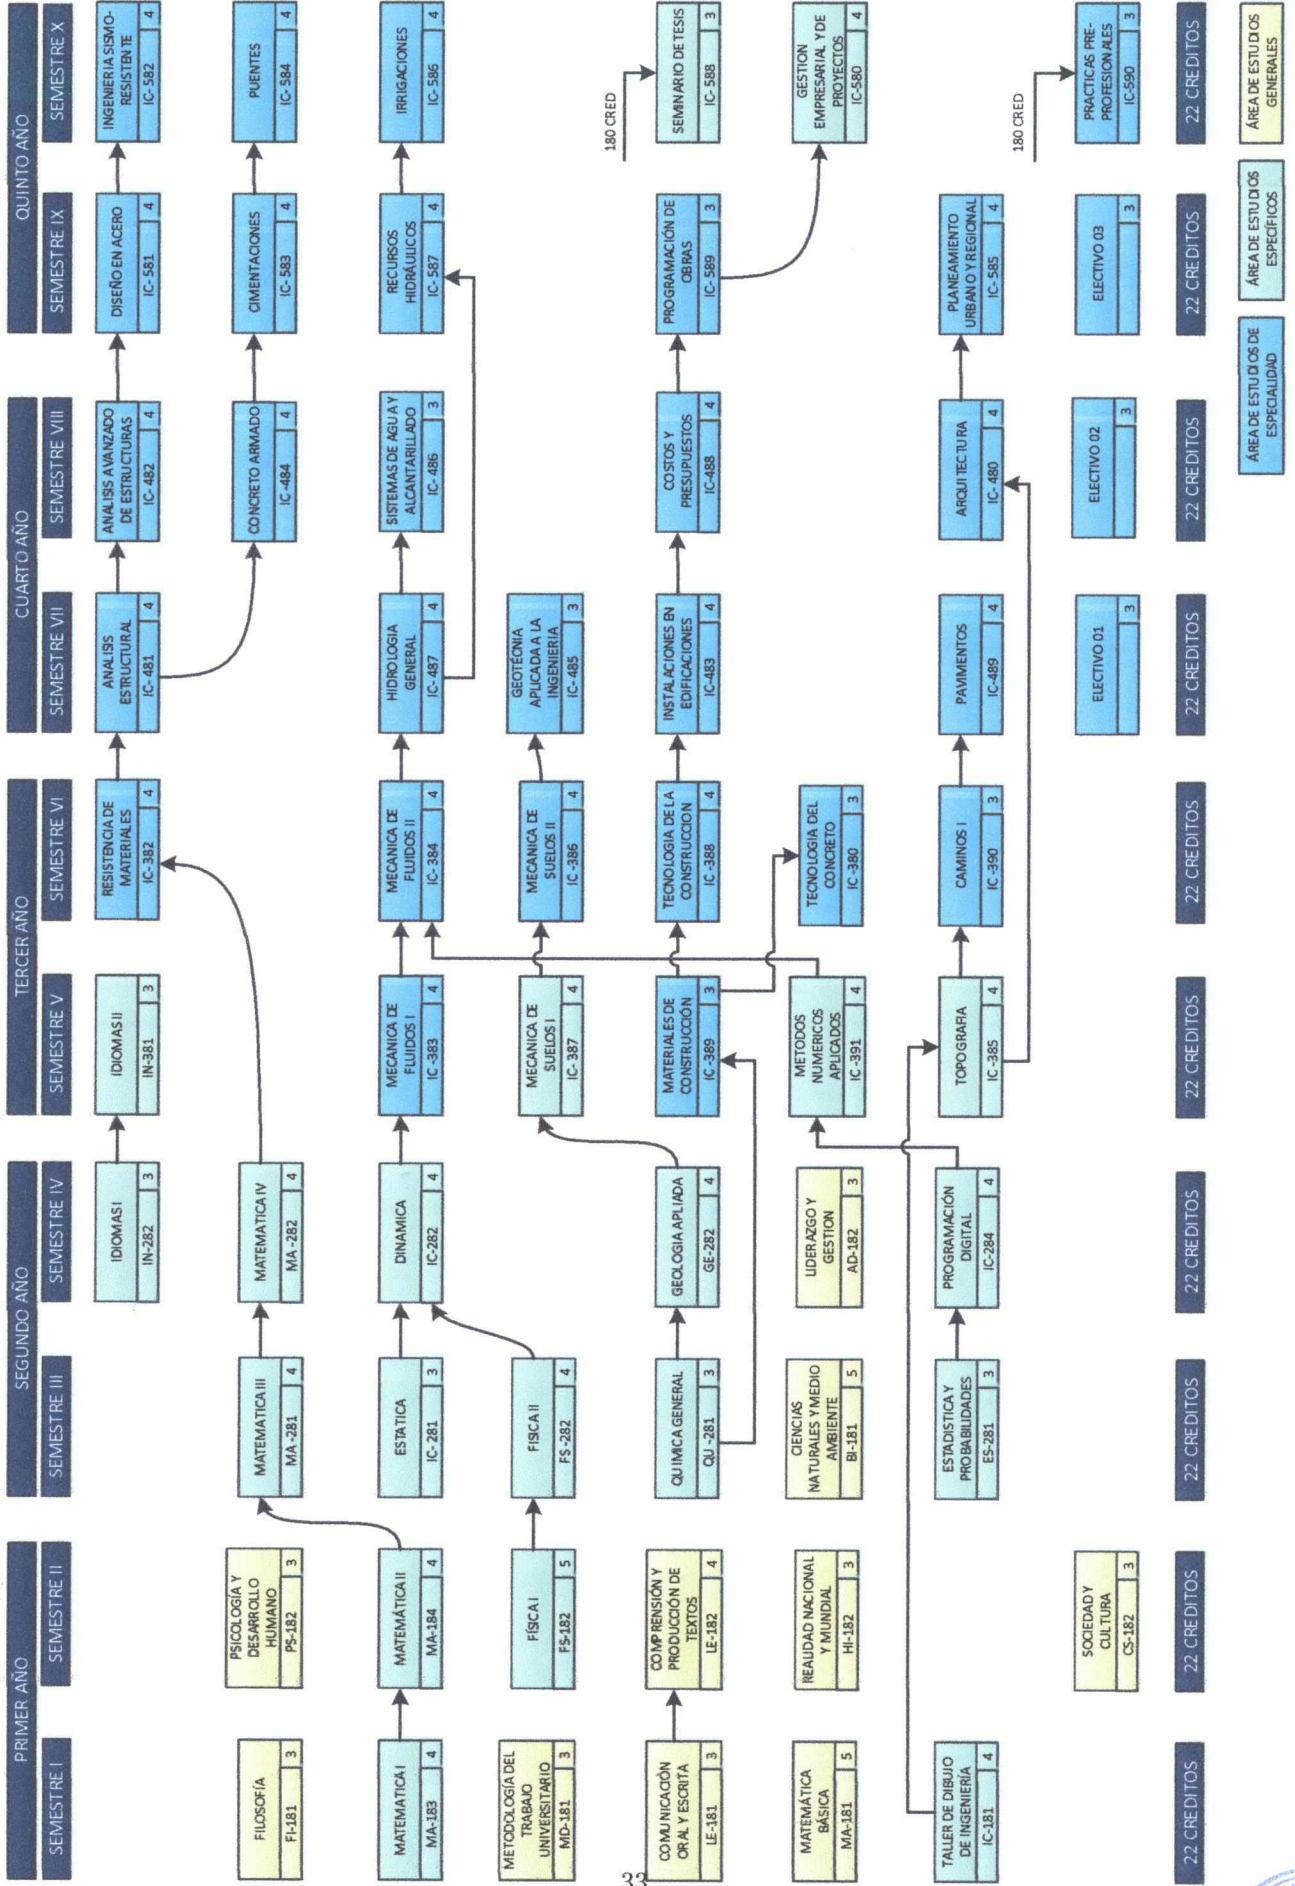 PRIMER AÑO
SEGUNDO AÑO
TERCER AÑO
CUARTO AÑO
QUINTO AÑO
SEMESTRE I
SEMESTRE II
SEMESTRE III
SEMESTRE IV
SEMESTRE V
SEMESTRE VI
SEMESTRE VII
SEMESTRE VIII
SEMESTRE IX
SEMESTRE X
FILOSOFÍA
FI-181 3
MATEMATICA I
MA-183 4
METODOLOGÍA DEL
TRABAJO
UNIVERSITARIO
MD-181 3
COMUNICACIÓN
ORAL Y ESCRITA
LE-181 3
MATEMÁTICA
BÁSICA
MA-181 5
TALLER DE DIBUJO
DE INGENIERÍA
IC-181 4
22 CREDITOS
PSICOLOGÍA Y
DESARROLLO
HUMANO
PS-182 3
MATEMÁTICA II
MA-184 4
FÍSICA I
FS-182 5
COMPRENSIÓN Y
PRODUCCIÓN DE
TEXTOS
LE-182 4
REALIDAD NACIONAL
Y MUNDIAL
HI-182 3
SOCIEDAD Y
CULTURA
CS-182 3
22 CREDITOS
MATEMATICA III
MA-281 4
ESTATICA
IC-281 3
FISICA II
FS-282 4
QUIMICA GENERAL
QU-281 3
CIENCIAS
NATURALES Y MEDIO
AMBIENTE
BI-181 5
ESTADISTICA Y
PROBABILIDADES
ES-281 3
22 CREDITOS
IDIOMAS I
IN-282 3
MATEMATICA IV
MA-282 4
DINAMICA
IC-282 4
GEOLOGIA APLIADA
GE-282 4
LIDERAZGO Y
GESTION
AD-182 3
PROGRAMACIÓN
DIGITAL
IC-284 4
22 CREDITOS
IDIOMAS II
IN-381 3
MECANICA DE
FLUIDOS I
IC-383 4
MECANICA DE
SUELOS I
IC-387 4
MATERIALES DE
CONSTRUCCIÓN
IC-389 3
METODOS
NUMERICOS
APLICADOS
IC-391 4
TOPOGRAFIA
IC-385 4
22 CREDITOS
RESISTENCIA DE
MATERIALES
IC-382 4
MECANICA DE
FLUIDOS II
IC-384 4
MECANICA DE
SUELOS II
IC-386 4
TECNOLOGIA DE LA
CONSTRUCCION
IC-388 4
TECNOLOGIA DEL
CONCRETO
IC-380 3
CAMINOS I
IC-390 3
22 CREDITOS
ANALISIS
ESTRUCTURAL
IC-481 4
HIDROLOGIA
GENERAL
IC-487 4
GEOTÉCNIA
APLICADA A LA
INGENIERIA
IC-485 3
INSTALACIONES EN
EDIFICACIONES
IC-483 4
PAVIMENTOS
IC-489 4
ELECTIVO 01
3
22 CREDITOS
ANALISIS AVANZADO
DE ESTRUCTURAS
IC-482 4
CONCRETO ARMADO
IC-484 4
SISTEMAS DE AGUA Y
ALCANTARILLADO
IC-486 3
COSTOS Y
PRESUPUESTOS
IC-488 4
ARQUITECTURA
IC-480 4
ELECTIVO 02
3
22 CREDITOS
DISEÑO EN ACERO
IC-581 4
CIMENTACIONES
IC-583 4
RECURSOS
HIDRÁULICOS
IC-587 4
PROGRAMACIÓN DE
OBRAS
IC-589 3
PLANEAMIENTO
URBANO Y REGIONAL
IC-585 4
ELECTIVO 03
3
22 CREDITOS
INGENIERIA SISMO-
RESISTENTE
IC-582 4
PUENTES
IC-584 4
IRRIGACIONES
IC-586 4
180 CRED
SEMINARIO DE TESIS
IC-588 3
GESTION
EMPRESARIAL Y DE
PROYECTOS
IC-580 4
180 CRED
PRACTICAS PRE-
PROFESIONALES
IC-590 3
22 CREDITOS
ÁREA DE ESTUDIOS DE
ESPECIALIDAD
ÁREA DE ESTUDIOS
ESPECÍFICOS
ÁREA DE ESTUDIOS
GENERALES
33